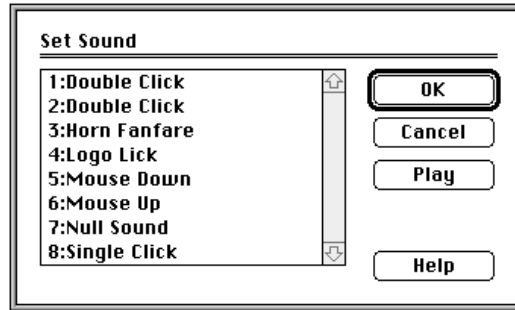 Set Sound
1:Double Click
2:Double Click
3:Horn Fanfare
4:Logo Lick
5:Mouse Down
6:Mouse Up
7:Null Sound
8:Single Click
OK
Cancel
Play
Help